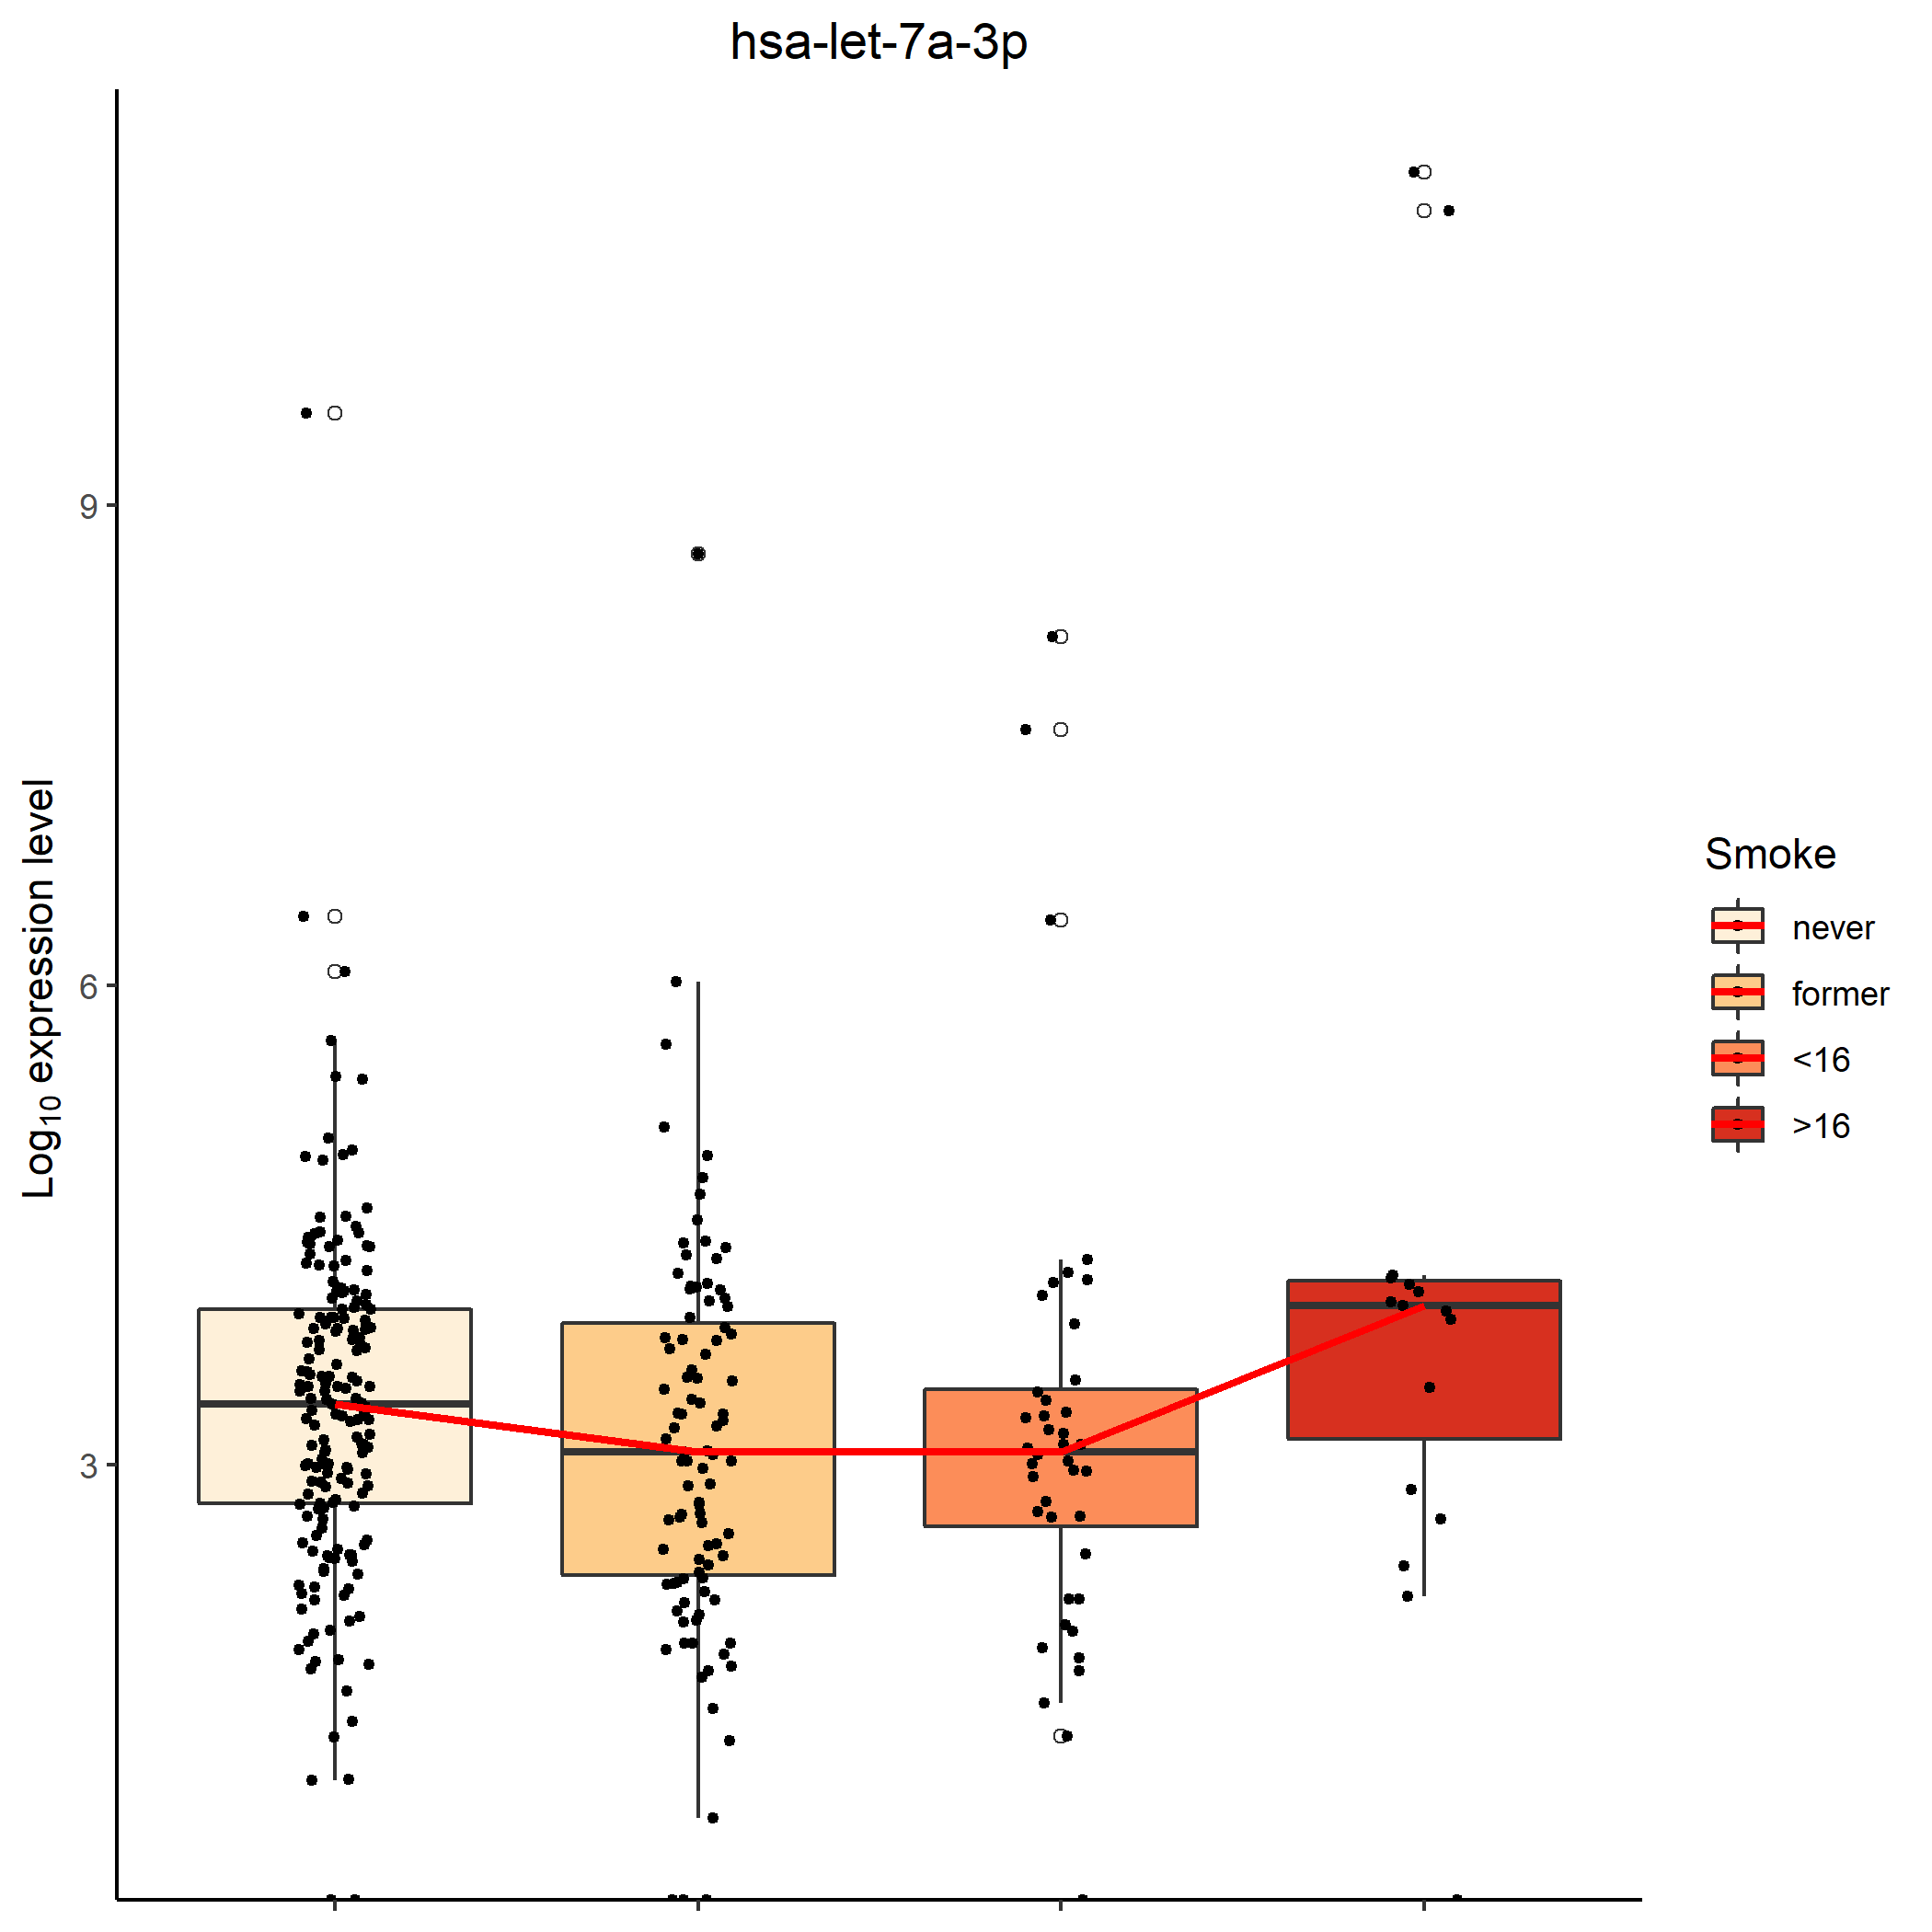 hsa-let-7a-3p
Log₁₀ expression level
9
6
3
Smoke
never
former
<16
>16